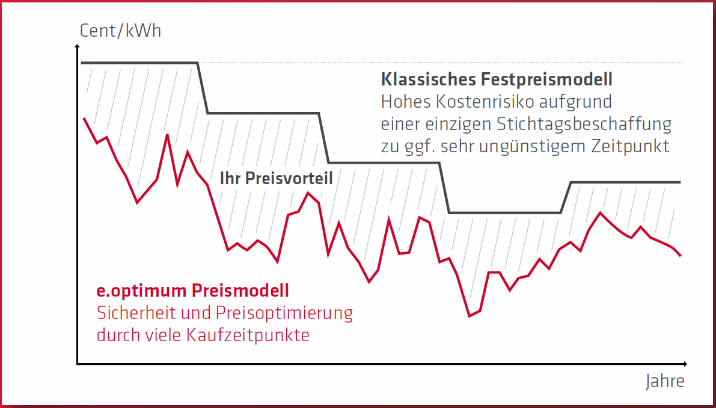 Cent/kWh
Klassisches Festpreismodell
Hohes Kostenrisiko aufgrund
einer einzigen Stichtagsbeschaffung
zu ggf. sehr ungünstigem Zeitpunkt
Ihr Preisvorteil
e.optimum Preismodell
Sicherheit und Preisoptimierung
durch viele Kaufzeitpunkte
Jahre